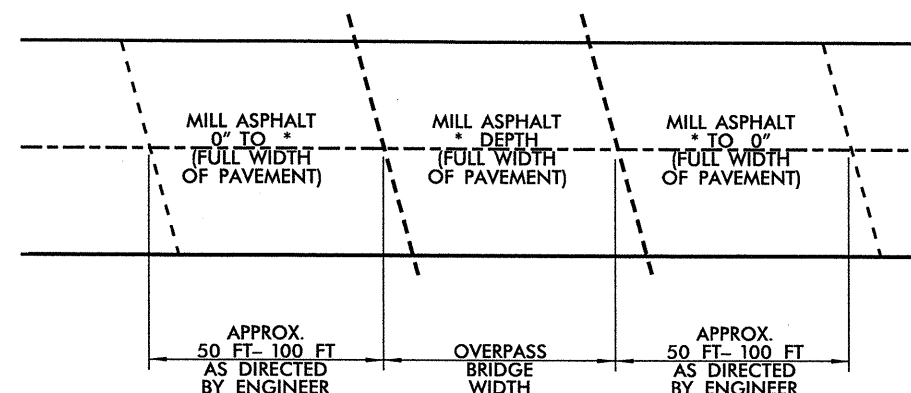 MILL ASPHALT
0" TO *
(FULL WIDTH
OF PAVEMENT)
MILL ASPHALT
* DEPTH
(FULL WIDTH
OF PAVEMENT)
MILL ASPHALT
* TO 0"
(FULL WIDTH
OF PAVEMENT)
APPROX.
50 FT– 100 FT
AS DIRECTED
BY ENGINEER
OVERPASS
BRIDGE
WIDTH
APPROX.
50 FT– 100 FT
AS DIRECTED
BY ENGINEER